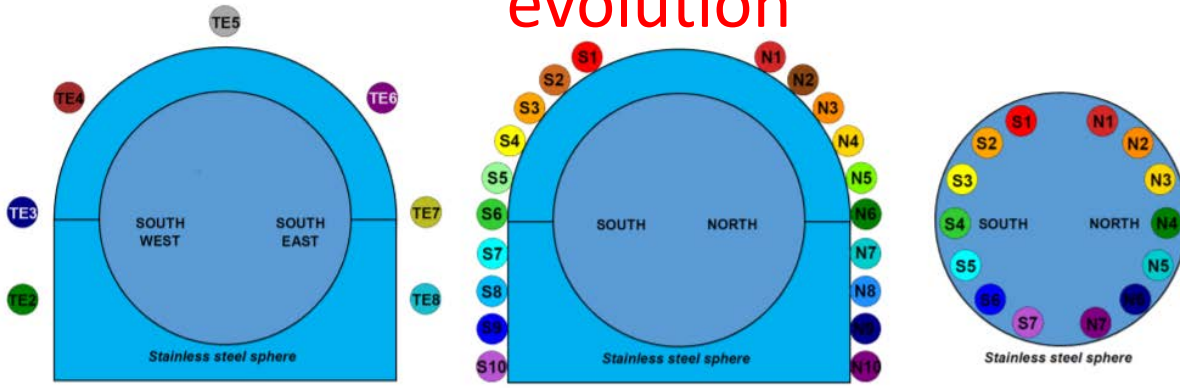 evolution
TE5
TE4
TE6
TE3
TE7
TE2
TE8
SOUTH WEST
SOUTH EAST
Stainless steel sphere
S1
S2
S3
S4
S5
S6
S7
S8
S9
S10
N1
N2
N3
N4
N5
N6
N7
N8
N9
N10
SOUTH
NORTH
Stainless steel sphere
S1
S2
S3
S4
S5
S6
S7
N1
N2
N3
N4
N5
N6
N7
SOUTH
NORTH
Stainless steel sphere